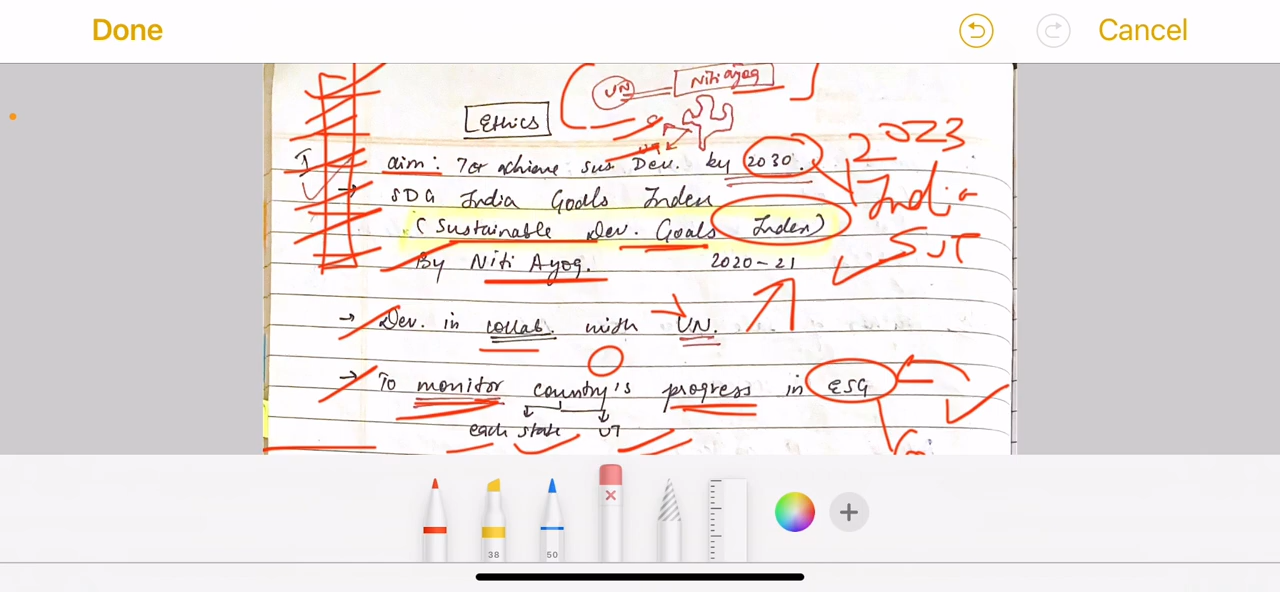 Done
Cancel
UN
Niti Ayog
Ethics
aim: For achieve sus Dev. by 2030.
2023
→ SDG India Goals Index
India
(Sustainable Dev. Goals Index)
By Niti Ayog. 2020-21
→ Dev. in collab. with UN.
→ To monitor country's progress in ESG
each state UT
38
50